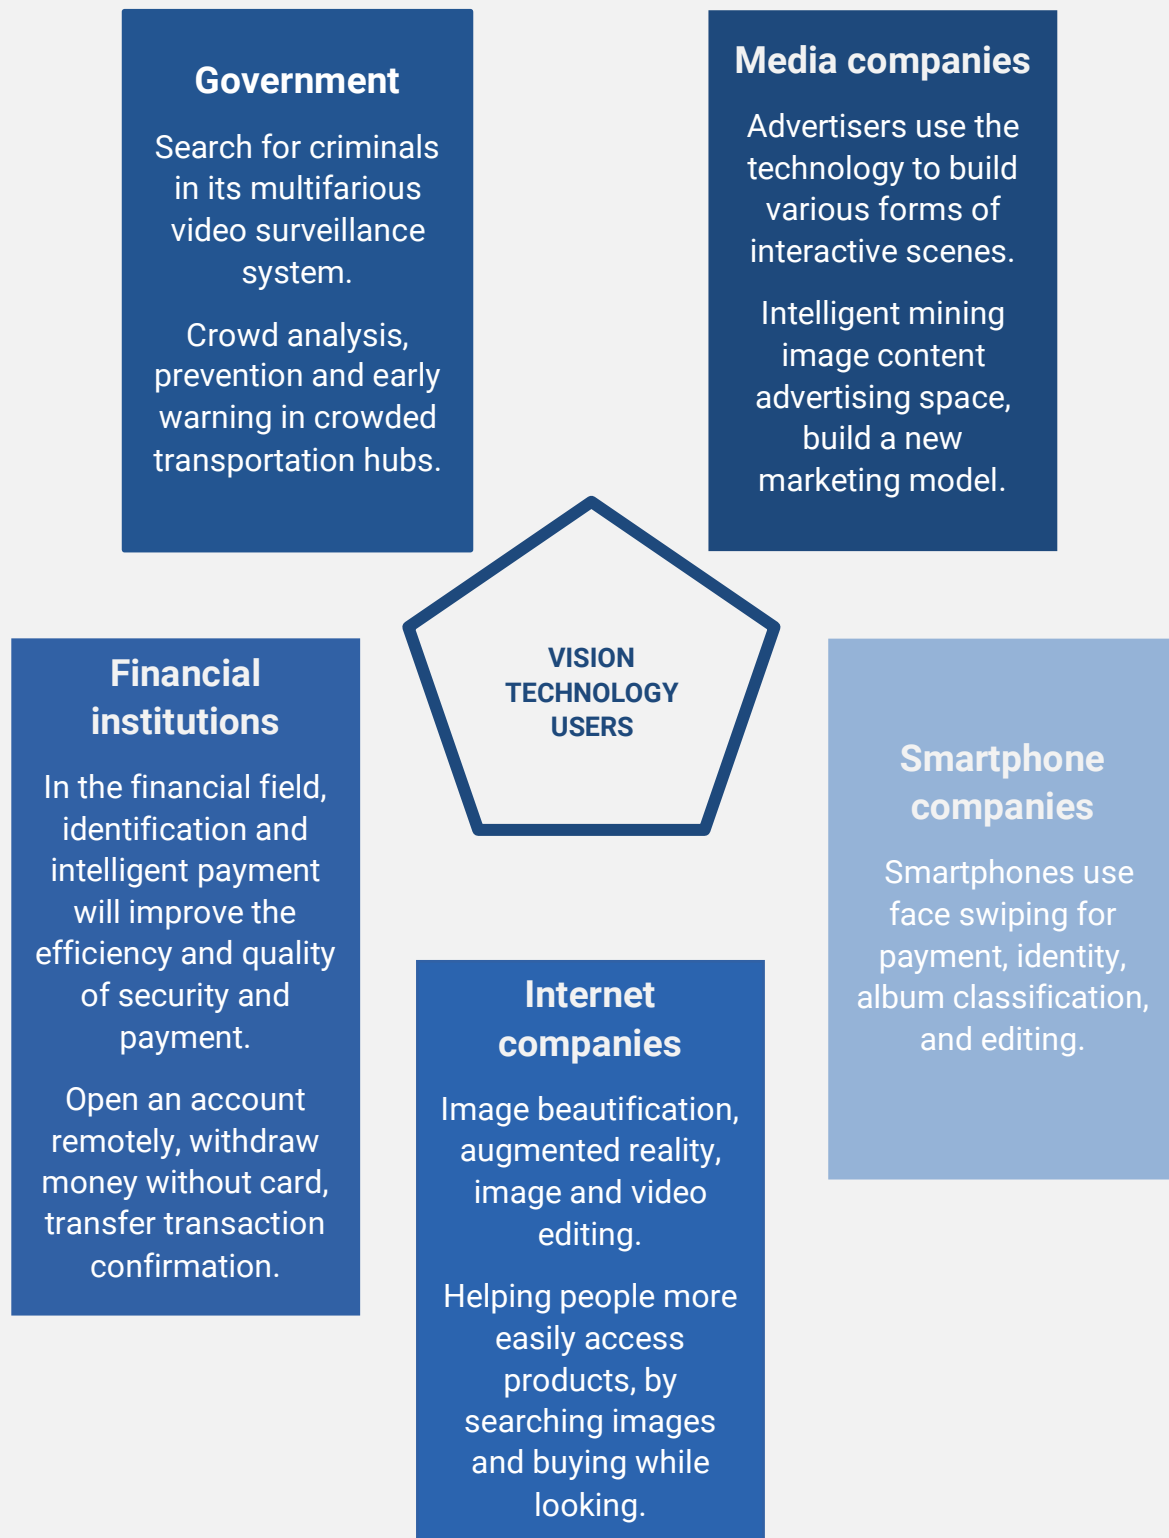 Government
Search for criminals
in its multifarious
video surveillance
system.
Crowd analysis,
prevention and early
warning in crowded
transportation hubs.
Media companies
Advertisers use the
technology to build
various forms of
interactive scenes.
Intelligent mining
image content
advertising space,
build a new
marketing model.
VISION
TECHNOLOGY
USERS
Financial
institutions
In the financial field,
identification and
intelligent payment
will improve the
efficiency and quality
of security and
payment.
Open an account
remotely, withdraw
money without card,
transfer transaction
confirmation.
Internet
companies
Image beautification,
augmented reality,
image and video
editing.
Helping people more
easily access
products, by
searching images
and buying while
looking.
Smartphone
companies
Smartphones use
face swiping for
payment, identity,
album classification,
and editing.